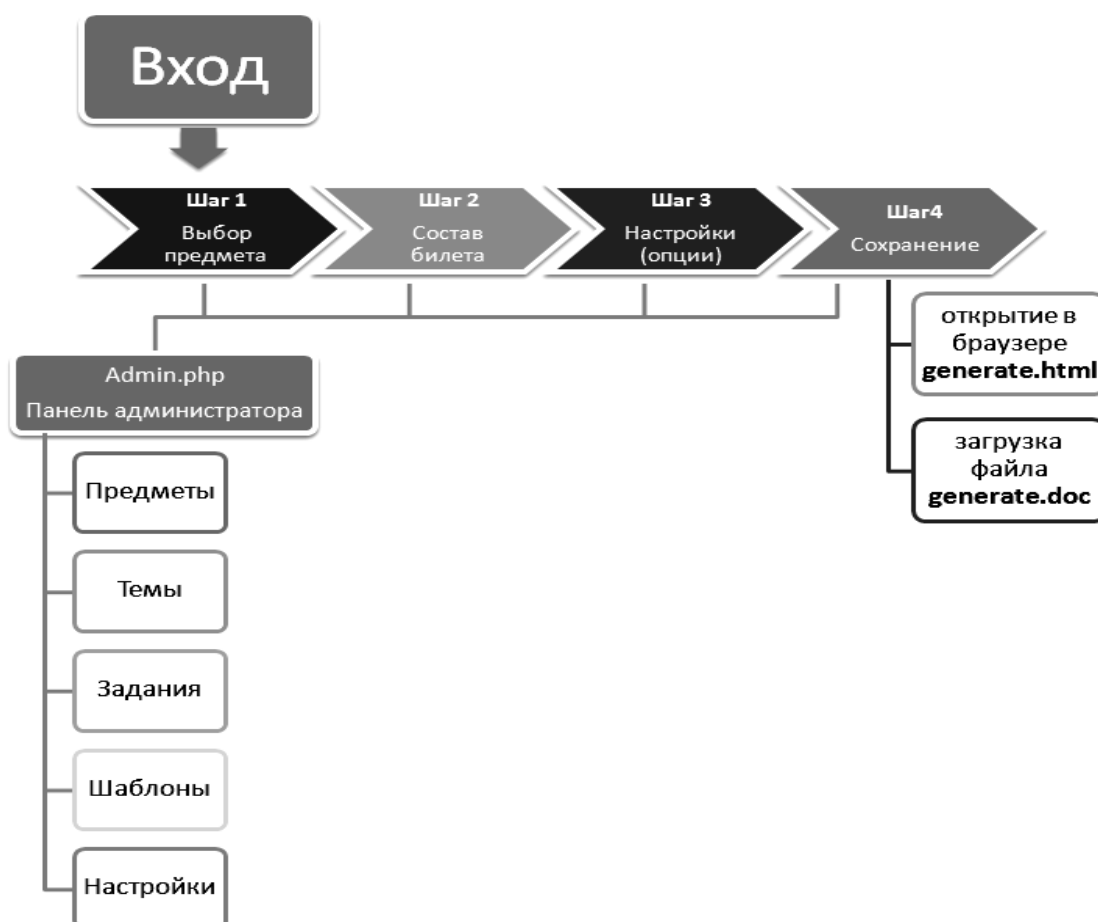 Вход
Шаг 1
Выбор
предмета
Шаг 2
Состав
билета
Шаг 3
Настройки
(опции)
Шаг4
Сохранение
открытие в
браузере
generate.html
загрузка
файла
generate.doc
Admin.php
Панель администратора
Предметы
Темы
Задания
Шаблоны
Настройки